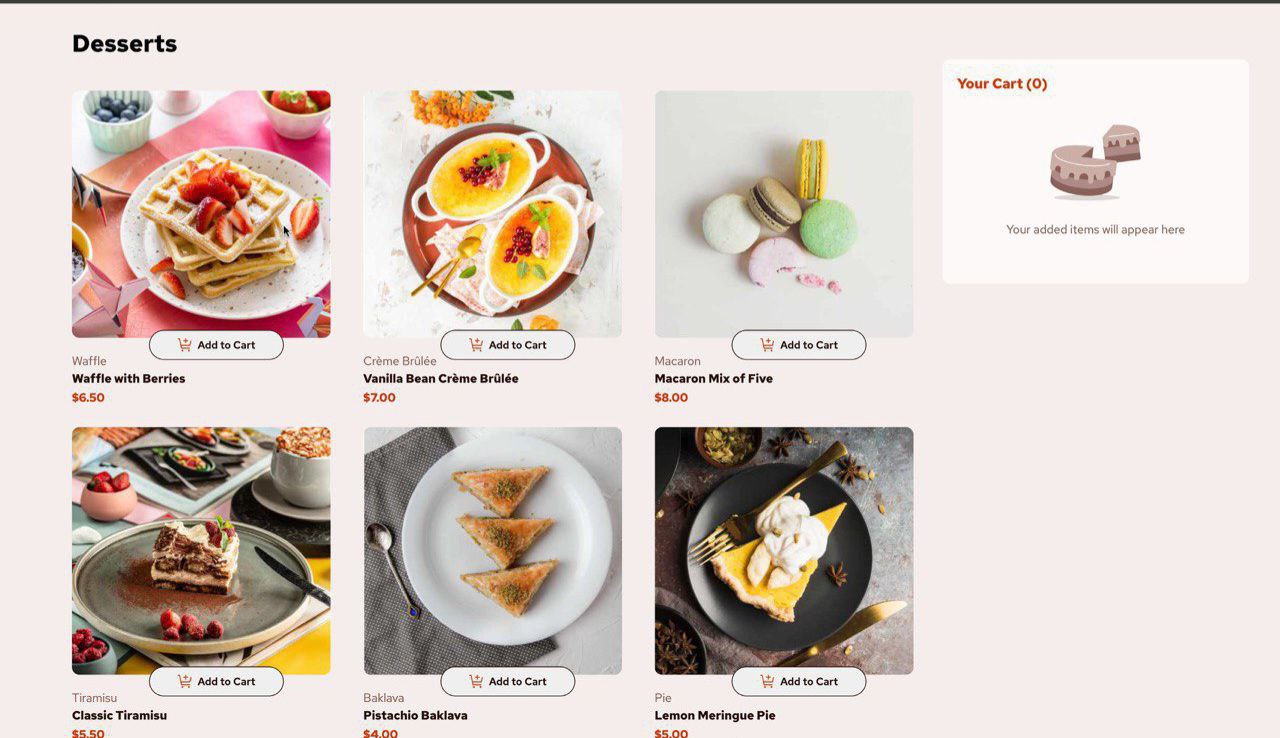 Desserts
Your Cart (0)
Your added items will appear here
Add to Cart
Waffle
Waffle with Berries
$6.50
Add to Cart
Crème Brûlée
Vanilla Bean Crème Brûlée
$7.00
Add to Cart
Macaron
Macaron Mix of Five
$8.00
Add to Cart
Tiramisu
Classic Tiramisu
$5.50
Add to Cart
Baklava
Pistachio Baklava
$4.00
Add to Cart
Pie
Lemon Meringue Pie
$5.00